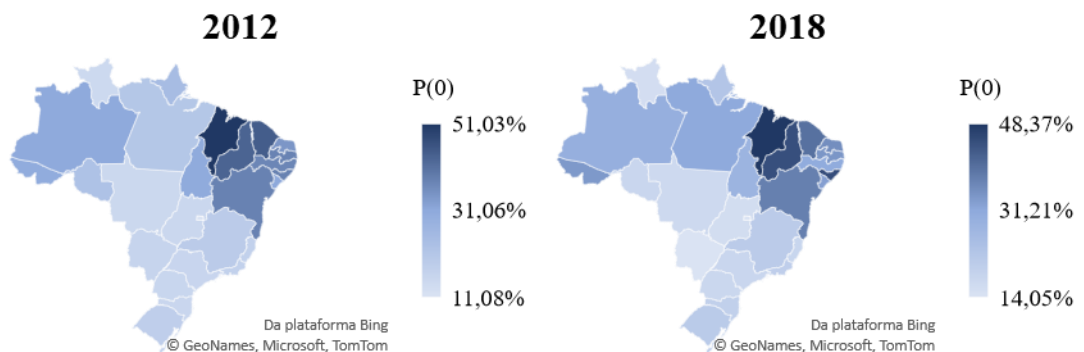 2012
P(0)
51,03%
31,06%
11,08%
Da plataforma Bing
© GeoNames, Microsoft, TomTom
2018
P(0)
48,37%
31,21%
14,05%
Da plataforma Bing
© GeoNames, Microsoft, TomTom